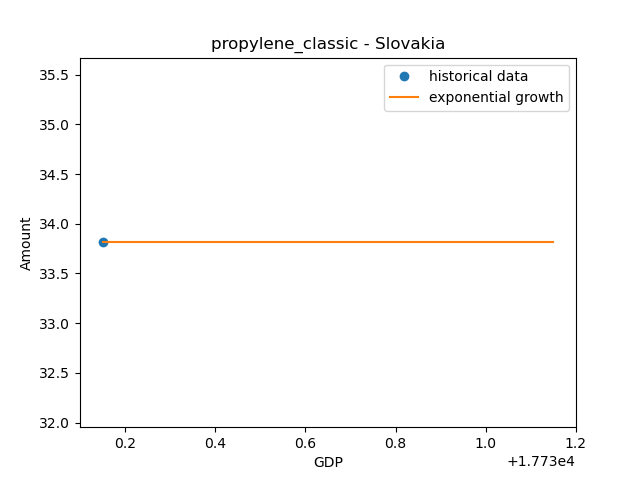 propylene_classic - Slovakia
historical data
exponential growth
35.5
35.0
34.5
34.0
33.5
33.0
32.5
32.0
Amount
0.2 0.4 0.6 0.8 1.0 1.2
GDP
+1.773e4